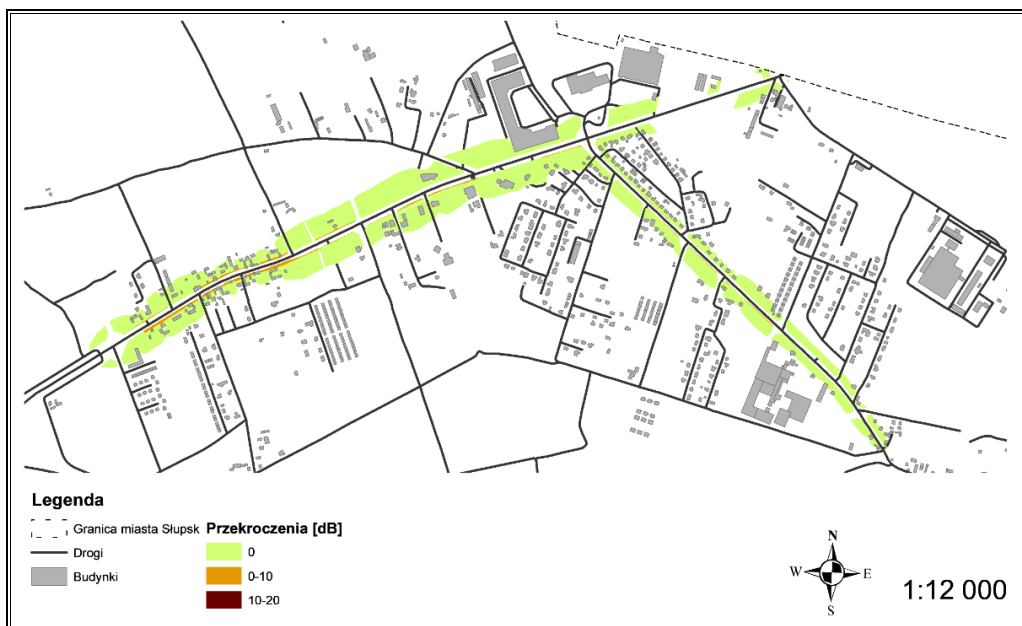 Legenda
Granica miasta Słupsk
Drogi
Budynki
Przekroczenia [dB]
0
0-10
10-20
N
W E
S
1:12 000